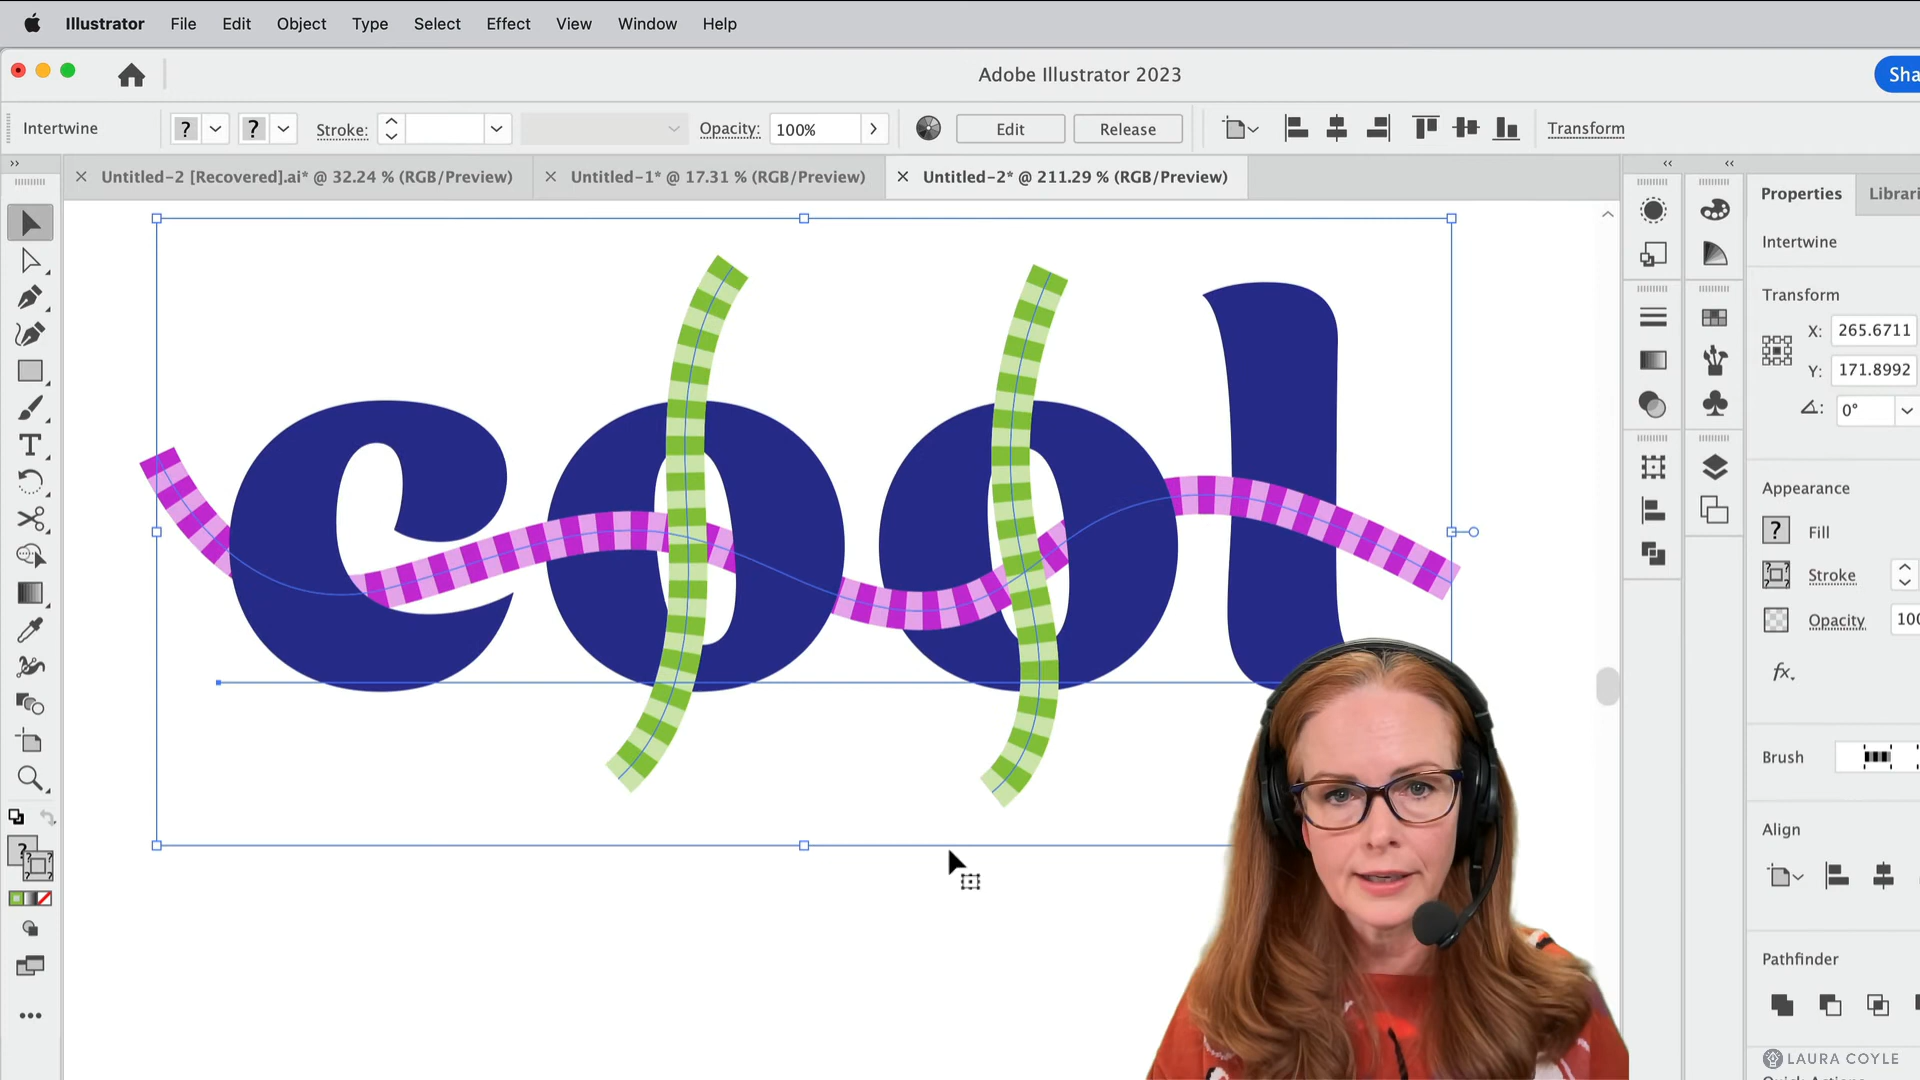 Illustrator File Edit Object Type Select Effect View Window Help
Adobe Illustrator 2023
Sha
Intertwine ? ? Stroke: Opacity: 100% Edit Release Transform
Untitled-2 [Recovered].ai* @ 32.24 % (RGB/Preview) Untitled-1* @ 17.31 % (RGB/Preview) Untitled-2* @ 211.29 % (RGB/Preview)
Properties Librari
Intertwine
Transform
X: 265.6711
Y: 171.8992
0°
Appearance
? Fill
Stroke
Opacity 100
fx.
Brush
Align
Pathfinder
LAURA COYLE
cool
T
?